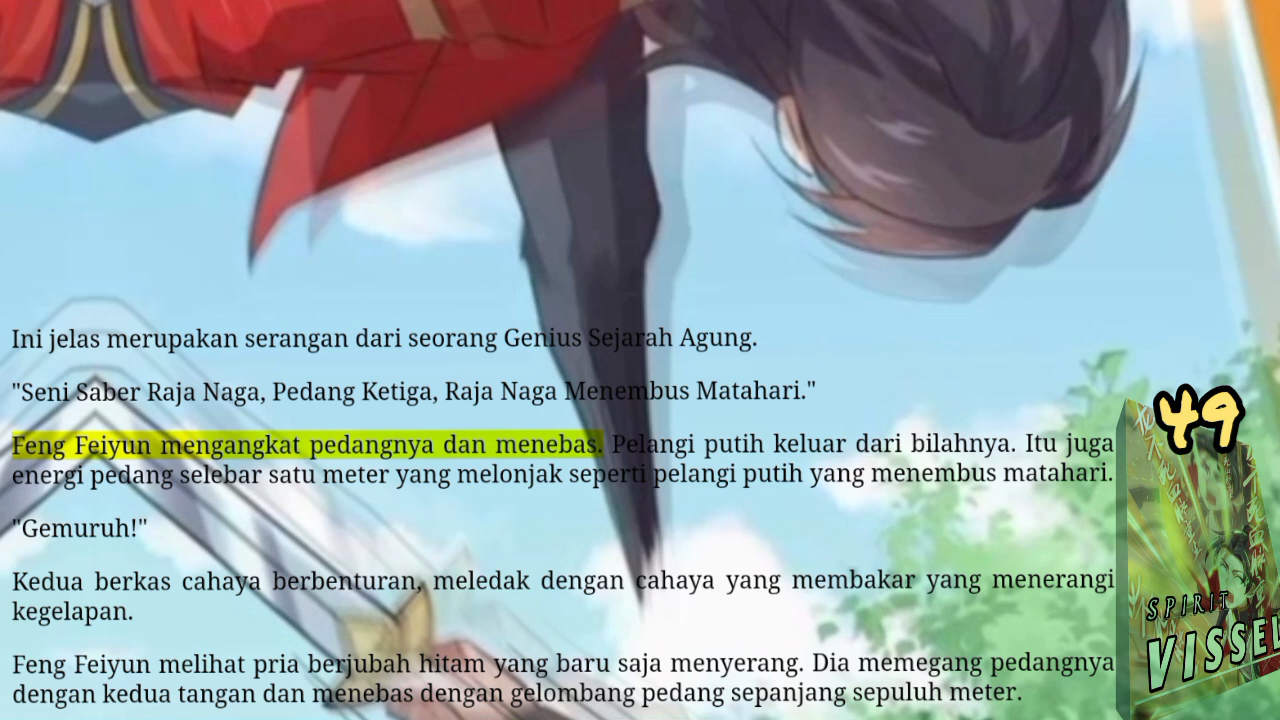 Ini jelas merupakan serangan dari seorang Genius Sejarah Agung.
"Seni Saber Raja Naga, Pedang Ketiga, Raja Naga Menembus Matahari."
Feng Feiyun mengangkat pedangnya dan menebas. Pelangi putih keluar dari bilahnya. Itu juga
energi pedang selebar satu meter yang melonjak seperti pelangi putih yang menembus matahari.
"Gemuruh!"
Kedua berkas cahaya berbenturan, meledak dengan cahaya yang membakar yang menerangi
kegelapan.
Feng Feiyun melihat pria berjubah hitam yang baru saja menyerang. Dia memegang pedangnya
dengan kedua tangan dan menebas dengan gelombang pedang sepanjang sepuluh meter.
49
SPIRIT
VISSEL